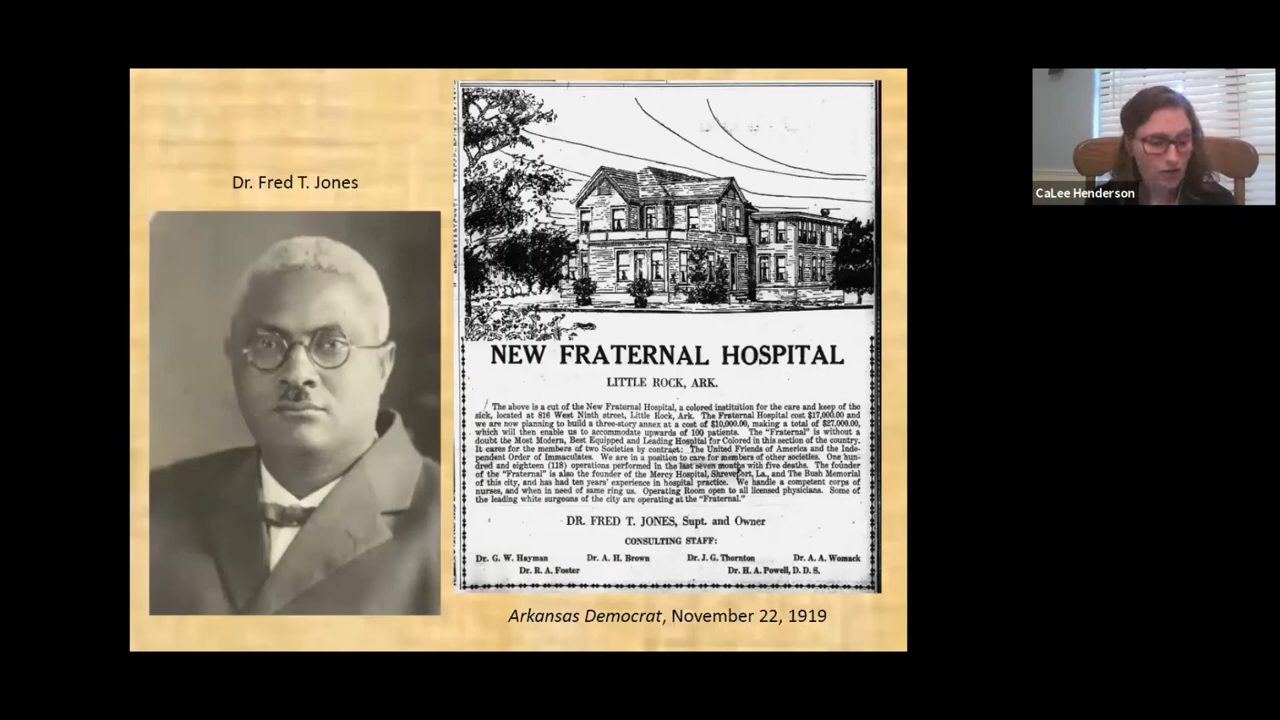 Dr. Fred T. Jones
NEW FRATERNAL HOSPITAL
LITTLE ROCK, ARK.
The above is a cut of the New Fraternal Hospital, a colored institution for the care and keep of the
sick, located at 816 West Ninth street, Little Rock, Ark. The Fraternal Hospital cost $17,000.00 and
we are now planning to build a three-story annex at a cost of $10,000.00, making a total of $27,000.00,
which will then enable us to accommodate upwards of 100 patients. The "Fraternal" is without a
doubt the Most Modern, Best Equipped and Leading Hospital for Colored in this section of the country.
It cares for the members of two Societies by contract: The United Friends of America and the Inde-
pendent Order of Immaculates. We are in a position to care for members of other societies. One hun-
dred and eighteen (118) operations performed in the last seven months with five deaths. The founder
of the "Fraternal" is also the founder of the Mercy Hospital, Shreveport, La., and The Bush Memorial
of this city, and has had ten years' experience in hospital practice. We handle a competent corps of
nurses, and when in need of same ring us. Operating Room open to all licensed physicians. Some of
the leading white surgeons of the city are operating at the "Fraternal."
DR. FRED T. JONES, Supt. and Owner
CONSULTING STAFF:
Dr. G. W. Hayman Dr. A. H. Brown Dr. J. G. Thornton Dr. A. A. Womack
Dr. R. A. Foster Dr. H. A. Powell, D. D. S.
Arkansas Democrat, November 22, 1919
CaLee Henderson